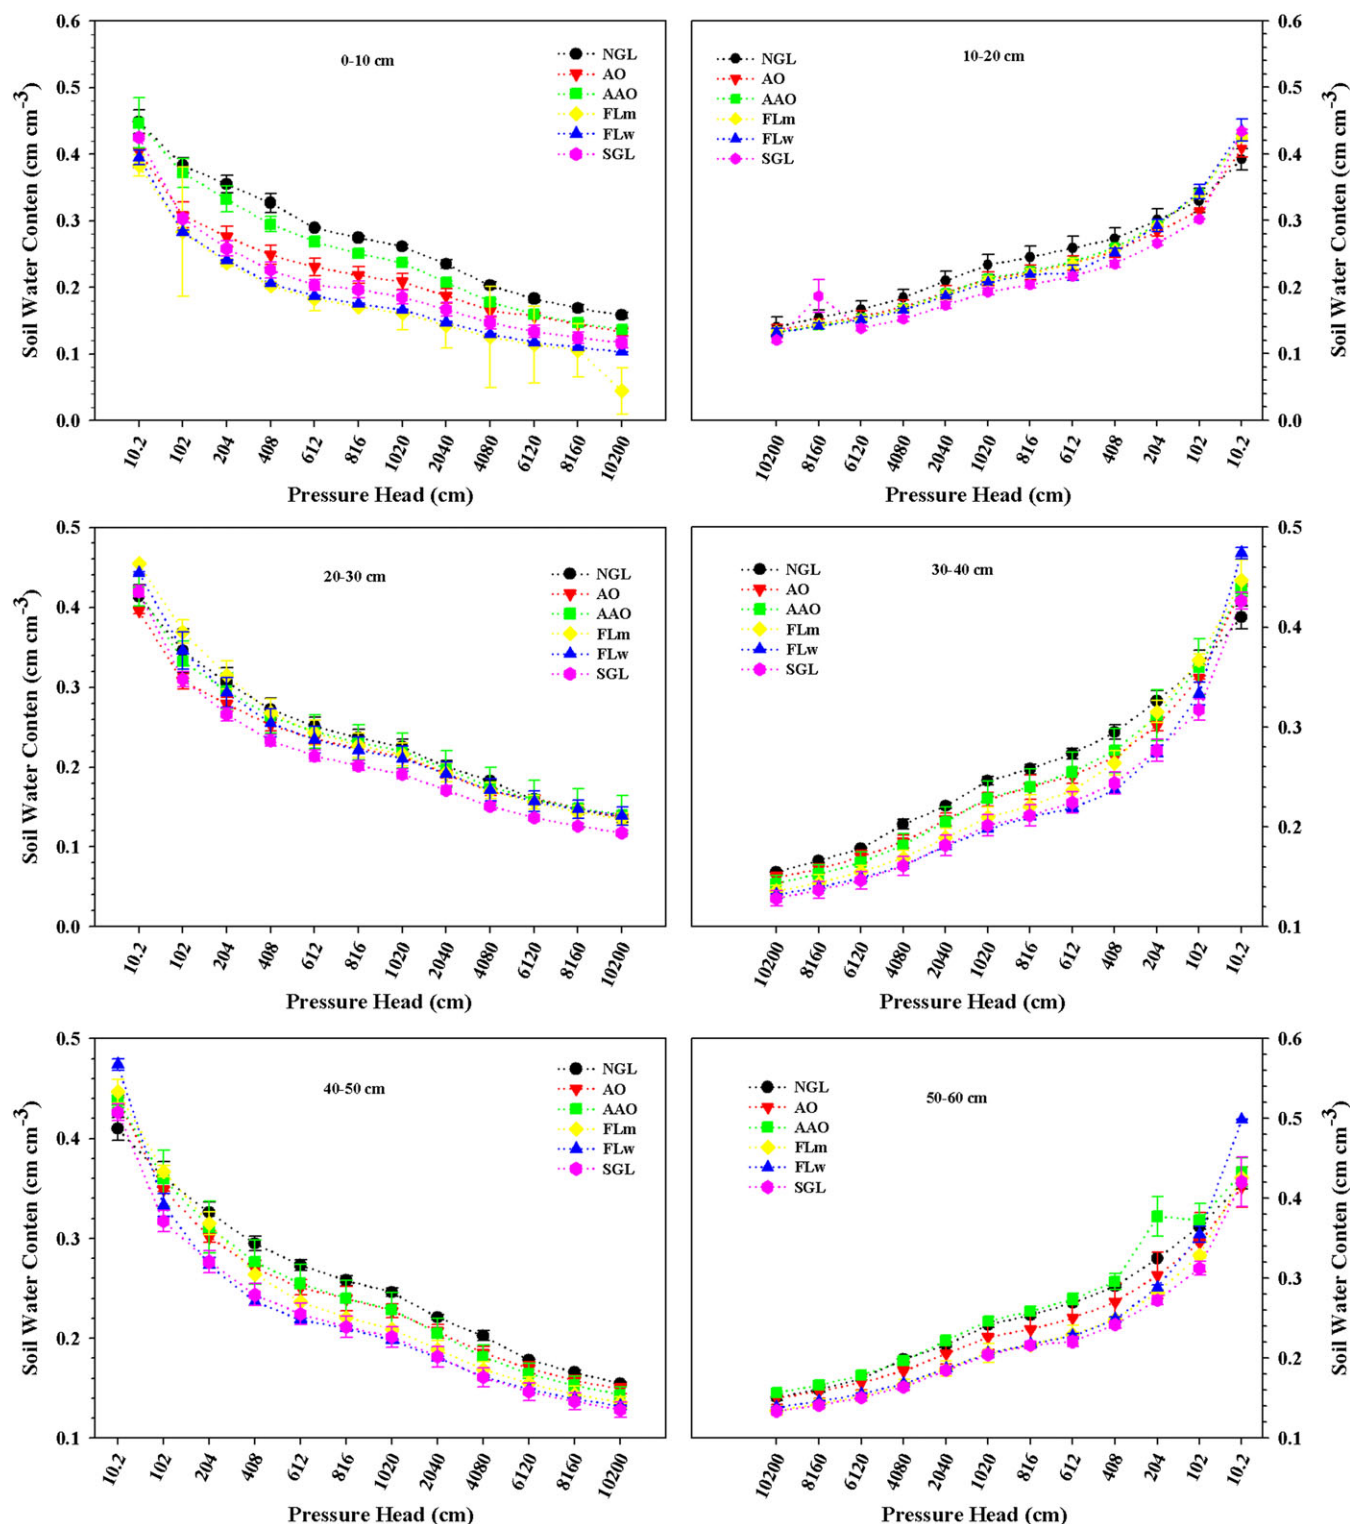 0.6
0.5
0.4
0.3
0.2
0.1
0.0
Soil Water Conten (cm cm⁻³)
0-10 cm
NGL
AO
AAO
FLm
FLw
SGL
10.2
102
204
408
612
816
1020
2040
4080
6120
8160
10200
Pressure Head (cm)
10-20 cm
NGL
AO
AAO
FLm
FLw
SGL
0.6
0.5
0.4
0.3
0.2
0.1
0.0
Soil Water Conten (cm cm⁻³)
10200
8160
6120
4080
2040
1020
816
612
408
204
102
10.2
Pressure Head (cm)
0.5
0.4
0.3
0.2
0.1
0.0
Soil Water Conten (cm cm⁻³)
20-30 cm
NGL
AO
AAO
FLm
FLw
SGL
10.2
102
204
408
612
816
1020
2040
4080
6120
8160
10200
Pressure Head (cm)
30-40 cm
NGL
AO
AAO
FLm
FLw
SGL
0.5
0.4
0.3
0.2
0.1
Soil Water Conten (cm cm⁻³)
10200
8160
6120
4080
2040
1020
816
612
408
204
102
10.2
Pressure Head (cm)
0.5
0.4
0.3
0.2
0.1
Soil Water Conten (cm cm⁻³)
40-50 cm
NGL
AO
AAO
FLm
FLw
SGL
10.2
102
204
408
612
816
1020
2040
4080
6120
8160
10200
Pressure Head (cm)
50-60 cm
NGL
AO
AAO
FLm
FLw
SGL
0.6
0.5
0.4
0.3
0.2
0.1
Soil Water Conten (cm cm⁻³)
10200
8160
6120
4080
2040
1020
816
612
408
204
102
10.2
Pressure Head (cm)